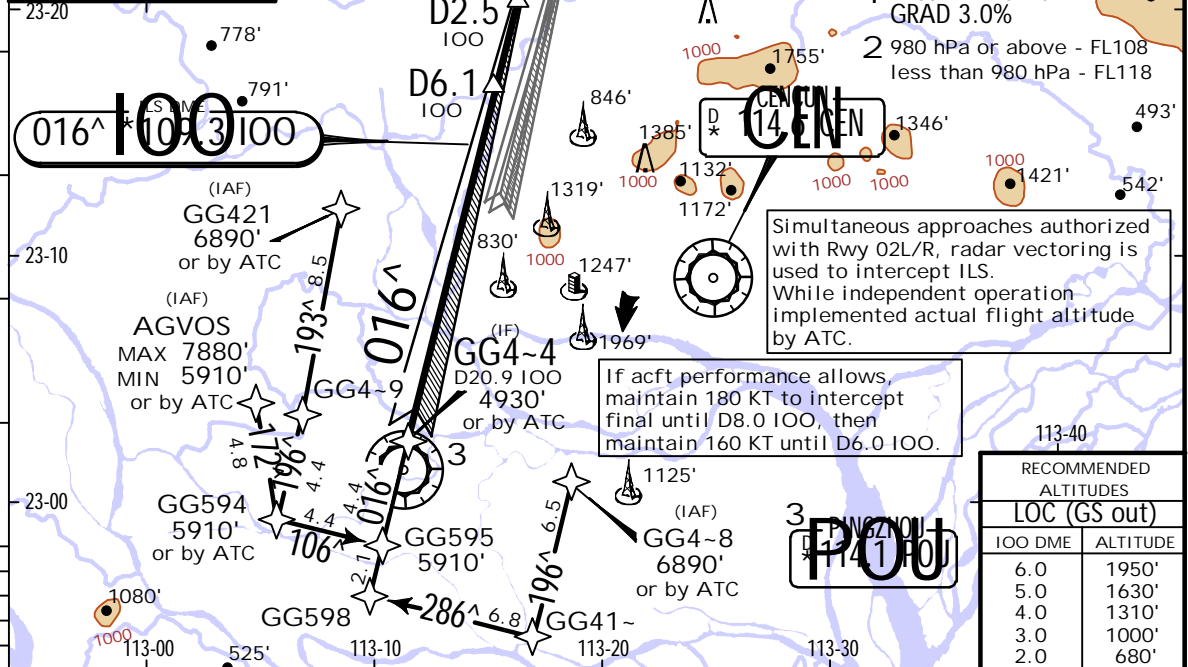 23-20
778'
791'
D2.5
IOO
D6.1
IOO
ILS DME
016^ *109.3 IOO
IOO
GRAD 3.0%
2 980 hPa or above - FL108
less than 980 hPa - FL118
1000
1755'
846'
CENCUN
D
* 114.6 CEN
CEN
493'
1385'
1346'
1000
1132'
1172'
1000
1000
1000
1421'
542'
1319'
1000
830'
1247'
1969'
(IAF)
GG421
6890'
or by ATC
8.5
193^
23-10
Simultaneous approaches authorized
with Rwy 02L/R, radar vectoring is
used to intercept ILS.
While independent operation
implemented actual flight altitude
by ATC.
(IAF)
AGVOS
MAX 7880'
MIN 5910'
or by ATC
016^
(IF)
GG4~4
D20.9 IOO
4930'
or by ATC
GG4~9
If acft performance allows,
maintain 180 KT to intercept
final until D8.0 IOO, then
maintain 160 KT until D6.0 IOO.
4.8
172^
196^
4.4
4.4
016^
3
1125'
113-40
23-00
GG594
5910'
or by ATC
4.4
106^
GG595
5910'
2.1
6.5
196^
(IAF)
GG4~8
6890'
or by ATC
3
PINGZHOU
D
* 114.1 POU
POU
RECOMMENDED
ALTITUDES
LOC (GS out)
IOO DME ALTITUDE
6.0 1950'
5.0 1630'
4.0 1310'
3.0 1000'
2.0 680'
1080'
1000
GG598
286^ 6.8
GG41~
113-00
525'
113-10
113-20
113-30